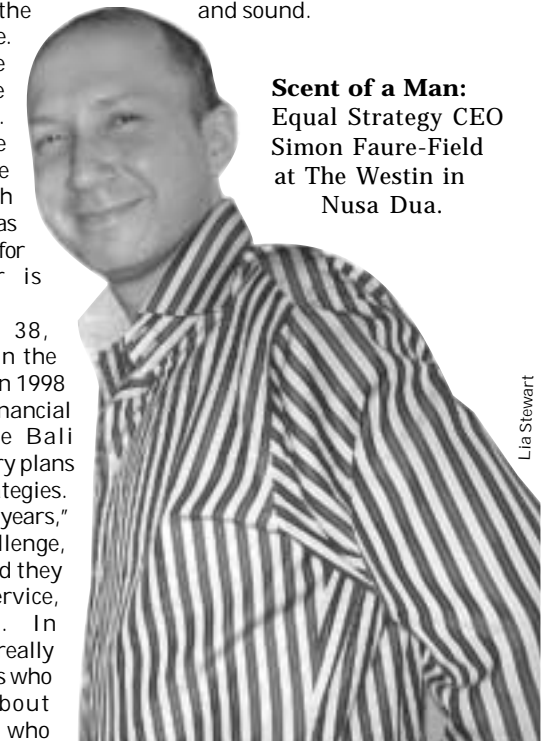 the
e.
e
e
.
e
e
h
as
for
r is
38,
n the
n 1998
nancial
e Bali
ry plans
tegies.
years,"
llenge,
d they
ervice,
. In
really
s who
bout
who
and sound.
Scent of a Man:
Equal Strategy CEO
Simon Faure-Field
at The Westin in
Nusa Dua.
Lia Stewart